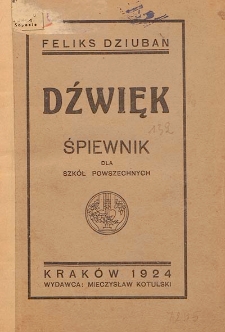 FELIKS DZIUBAN
DŹWIĘK
ŚPIEWNIK
DLA
SZKÓŁ POWSZECHNYCH
KRAKÓW 1924
WYDAWCA: MIECZYSŁAW KOTULSKI